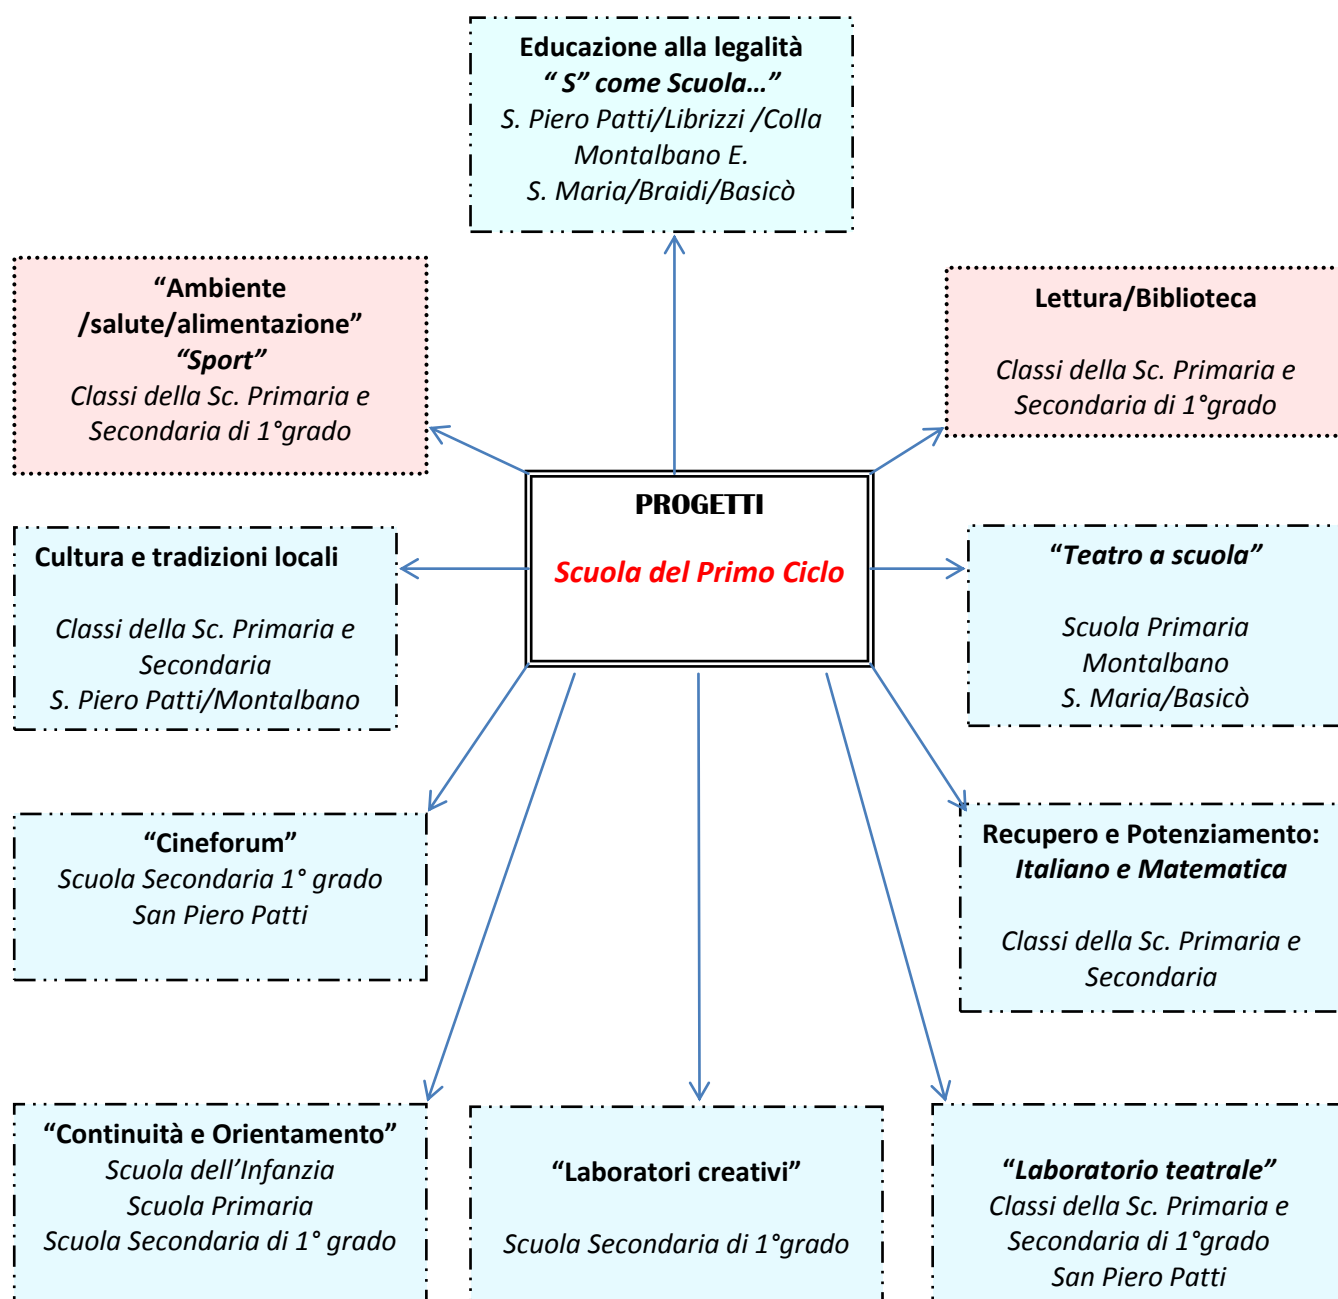 Educazione alla legalità
“ S” come Scuola…”
S. Piero Patti/Librizzi /Colla
Montalbano E.
S. Maria/Braidi/Basicò
“Ambiente
/salute/alimentazione”
“Sport”
Classi della Sc. Primaria e
Secondaria di 1°grado
Lettura/Biblioteca
Classi della Sc. Primaria e
Secondaria di 1°grado
PROGETTI
Scuola del Primo Ciclo
Cultura e tradizioni locali
Classi della Sc. Primaria e
Secondaria
S. Piero Patti/Montalbano
“Teatro a scuola”
Scuola Primaria
Montalbano
S. Maria/Basicò
“Cineforum”
Scuola Secondaria 1° grado
San Piero Patti
Recupero e Potenziamento:
Italiano e Matematica
Classi della Sc. Primaria e
Secondaria
“Continuità e Orientamento”
Scuola dell’Infanzia
Scuola Primaria
Scuola Secondaria di 1° grado
“Laboratori creativi”
Scuola Secondaria di 1°grado
“Laboratorio teatrale”
Classi della Sc. Primaria e
Secondaria di 1°grado
San Piero Patti